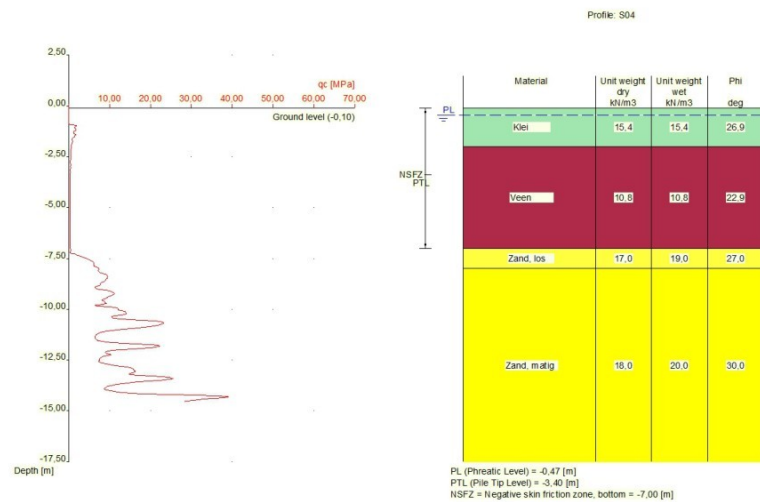 Profile: S04
2,50
qc [MPa]
0,00 10,00 20,00 30,00 40,00 50,00 60,00 70,00
Ground level (-0,10)
-2,50
-5,00
-7,50
-10,00
-12,50
-15,00
-17,50
Depth [m]
Material Unit weight dry kN/m3 Unit weight wet kN/m3 Phi deg
PL
Klei 15,4 15,4 26,9
NSFZ
PTL
Veen 10,8 10,8 22,9
Zand, los 17,0 19,0 27,0
Zand, matig 18,0 20,0 30,0
PL (Phreatic Level) = -0,47 [m]
PTL (Pile Tip Level) = -3,40 [m]
NSFZ = Negative skin friction zone, bottom = -7,00 [m]